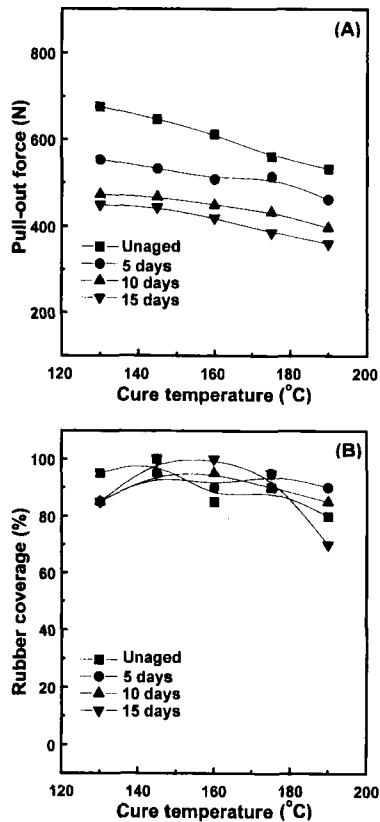 (A)
Pull-out force (N)
800
600
400
200
Unaged
5 days
10 days
15 days
120 140 160 180 200
Cure temperature (°C)
(B)
Rubber coverage (%)
100
80
60
40
20
0
Unaged
5 days
10 days
15 days
120 140 160 180 200
Cure temperature (°C)